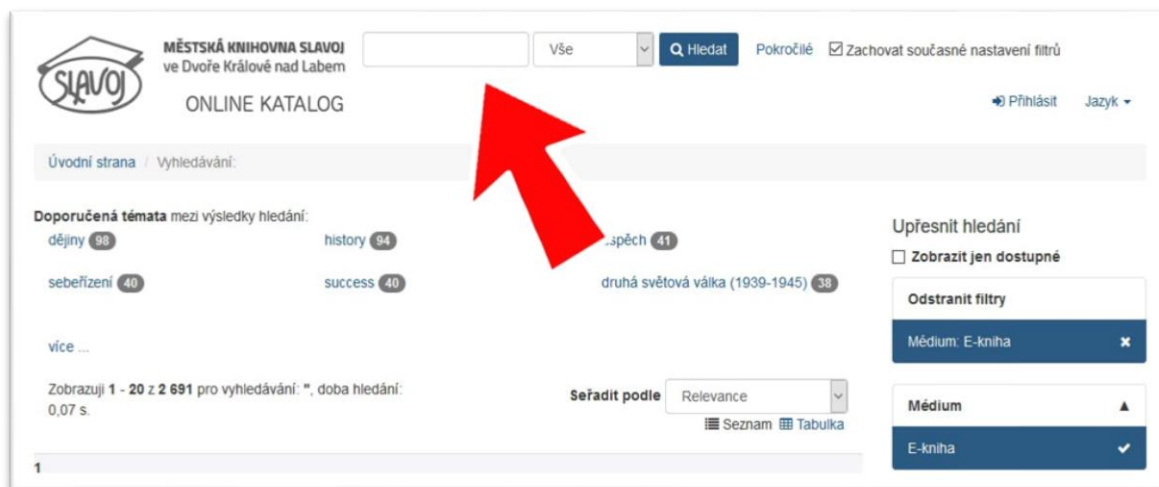 SLAVOJ
MĚSTSKÁ KNIHOVNA SLAVOJ
ve Dvoře Králové nad Labem
ONLINE KATALOG
Vše
Hledat
Pokročilé
Zachovat současné nastavení filtrů
Přihlásit
Jazyk
Úvodní strana / Vyhledávání:
Doporučená témata mezi výsledky hledání:
dějiny 98
history 94
spěch 41
sebeřízení 40
success 40
druhá světová válka (1939-1945) 38
více ...
Zobrazuji 1 - 20 z 2 691 pro vyhledávání: '', doba hledání:
0,07 s.
Seřadit podle
Relevance
Seznam
Tabulka
1
Upřesnit hledání
Zobrazit jen dostupné
Odstranit filtry
Médium: E-kniha
Médium
E-kniha